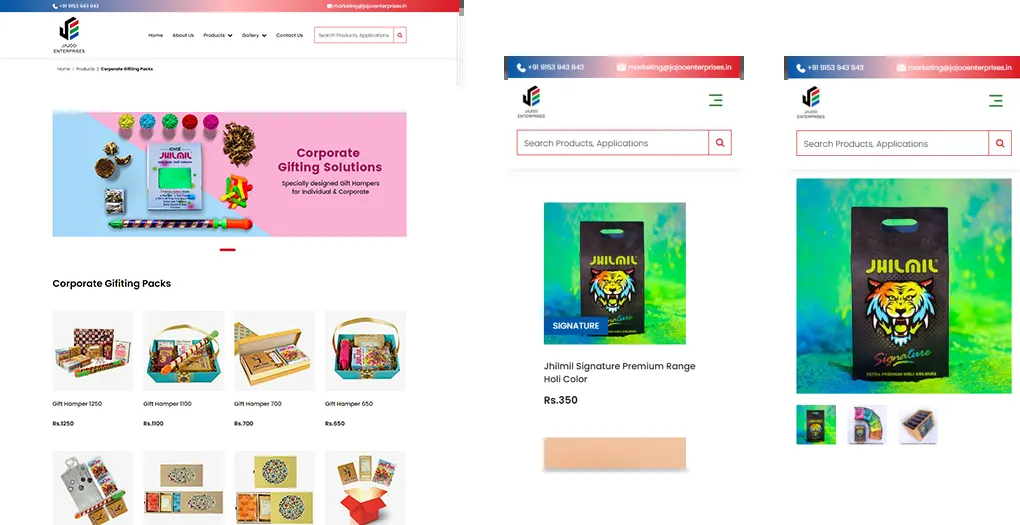 +91 9153 943 943
marketing@jajooenterprises.in
JAJOO
ENTERPRISES
Home
About Us
Products
Gallery
Contact Us
Search Products, Applications
Home | Products | Corporate Gifiting Packs
royal
JHILMIL
Corporate
Gifting Solutions
Specially designed Gift Hampers
for Individual & Corporate
Corporate Gifiting Packs
Gift Hamper 1250
Gift Hamper 1100
Gift Hamper 700
Gift Hamper 650
Rs.1250
Rs.1100
Rs.700
Rs.650
+91 9153 943 943
marketing@jajooenterprises.in
JAJOO
ENTERPRISES
Search Products, Applications
JHILMIL
Signature
SIGNATURE
Jhilmil Signature Premium Range
Holi Color
Rs.350
+91 9153 943 943
marketing@jajooenterprises.in
JAJOO
ENTERPRISES
Search Products, Applications
JHILMIL
Signature
ULTRA PREMIUM HOLI COLOURS